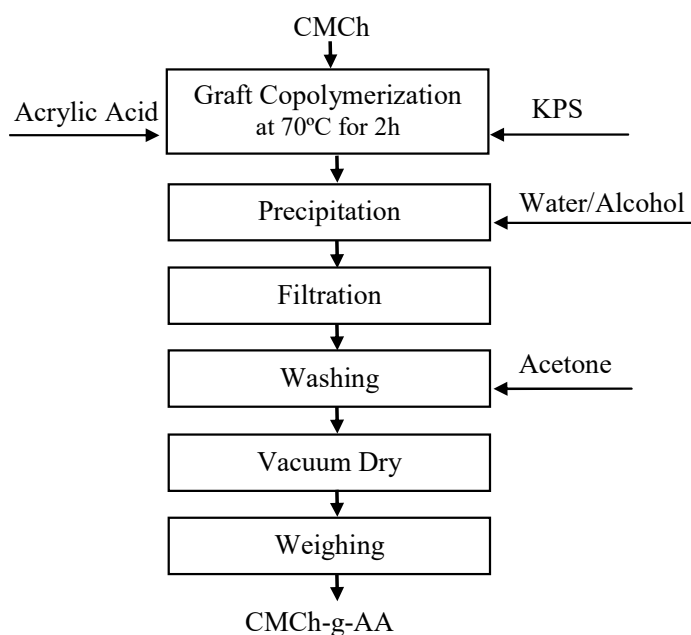 CMCh
Graft Copolymerization
at 70ºC for 2h
Acrylic Acid
KPS
Precipitation
Water/Alcohol
Filtration
Washing
Acetone
Vacuum Dry
Weighing
CMCh-g-AA